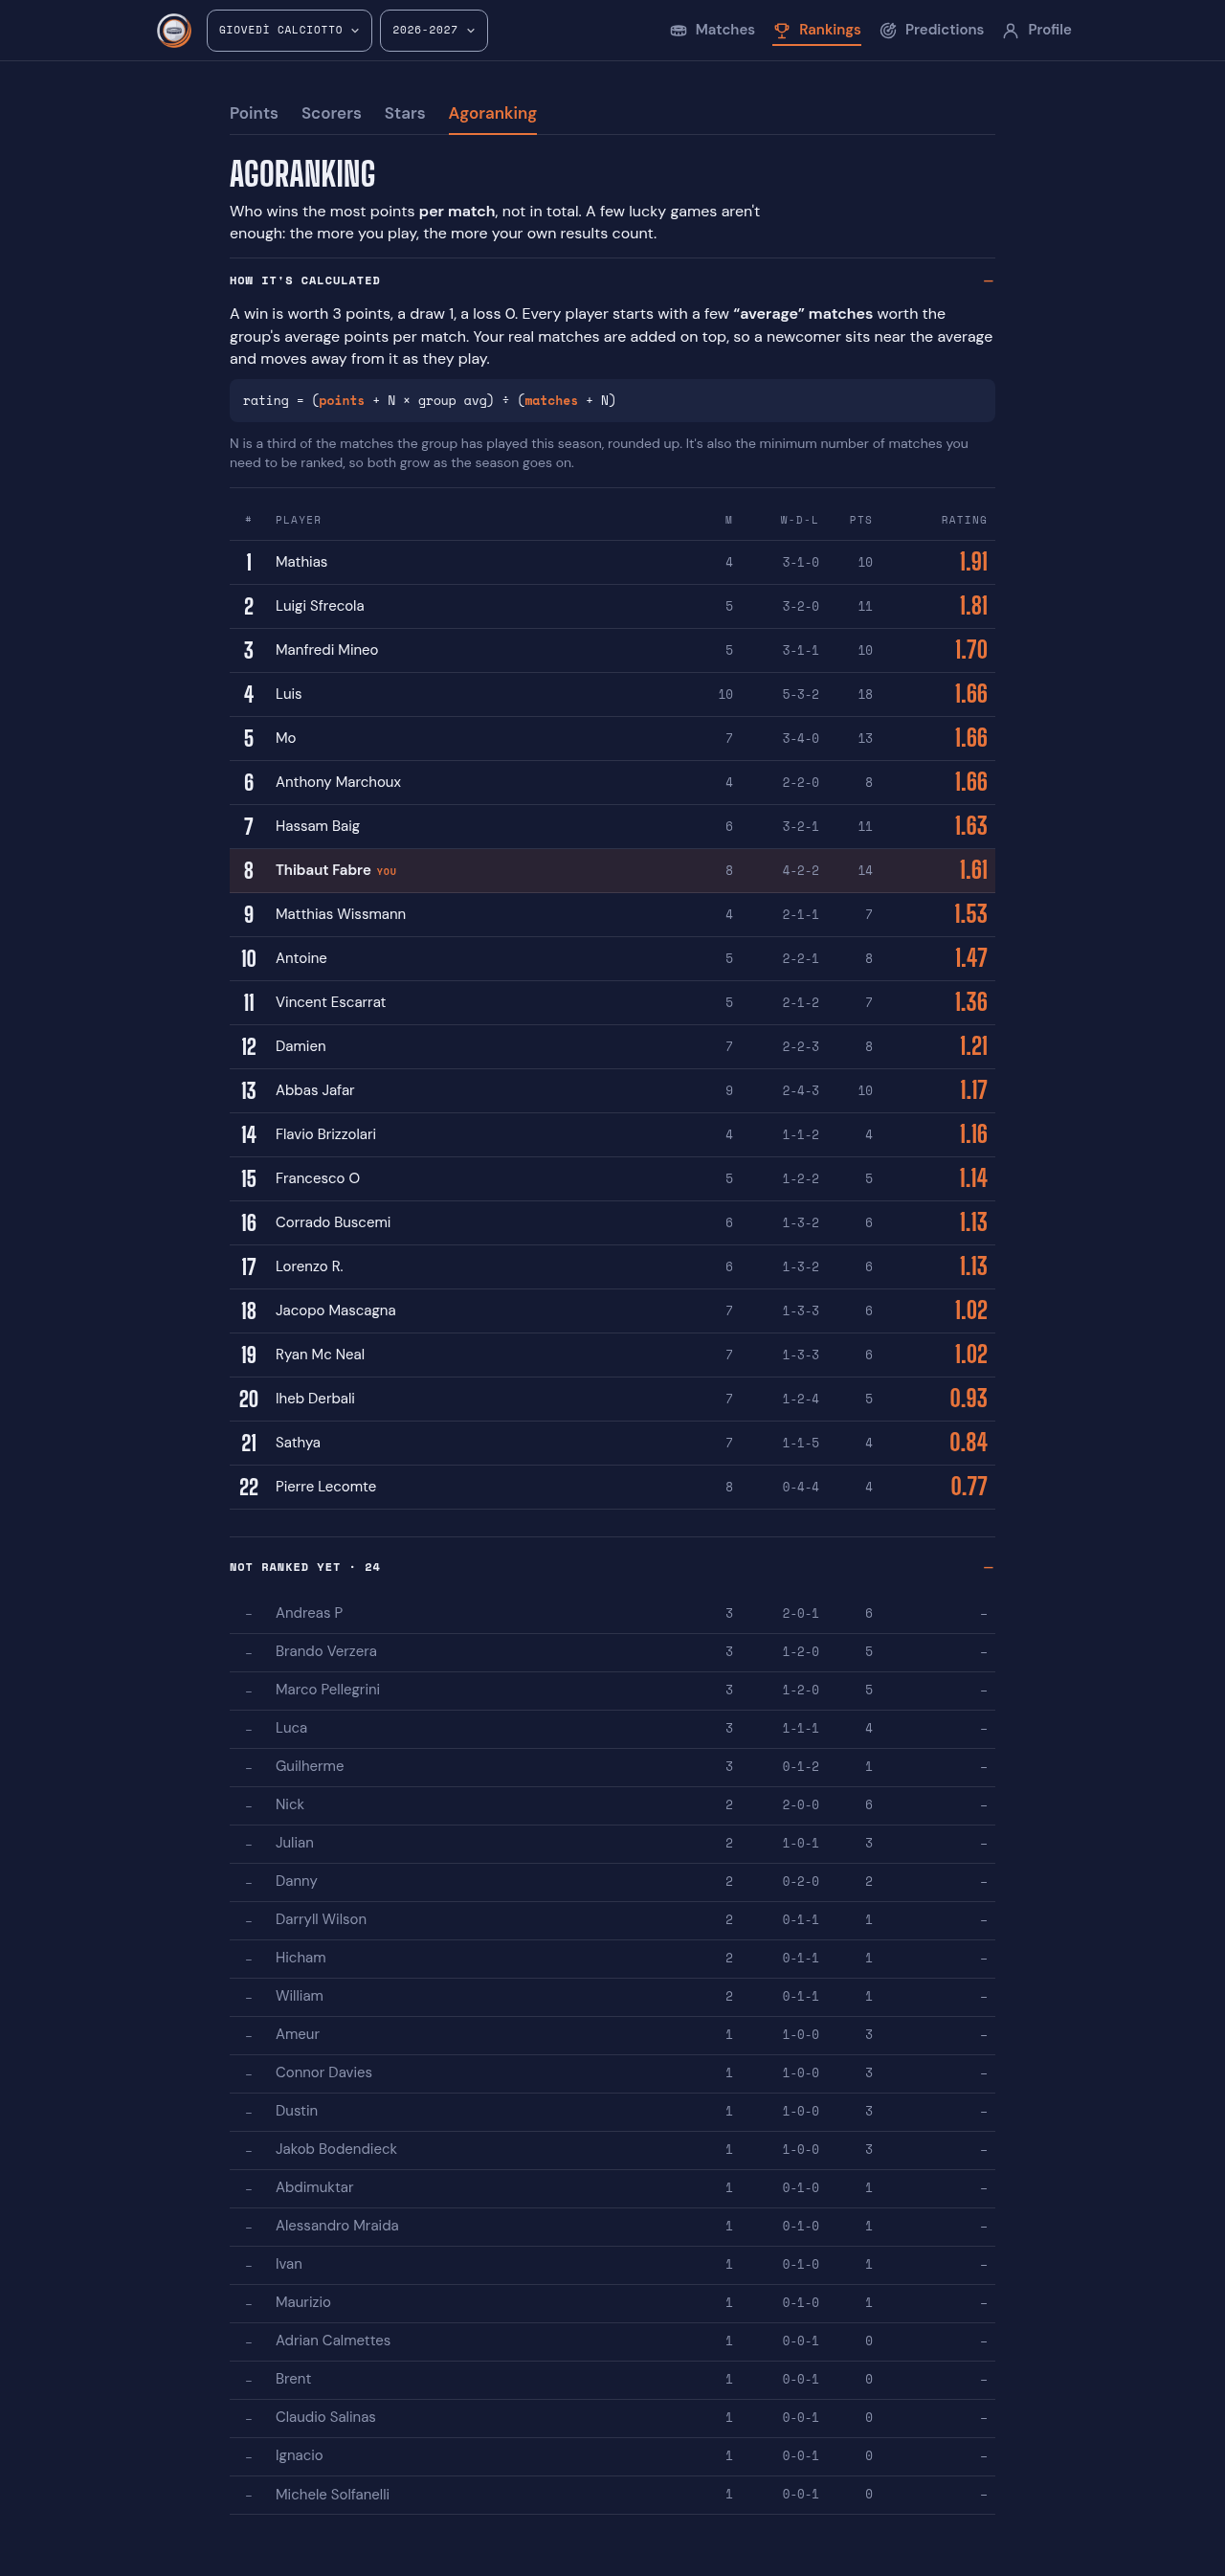 GIOVEDÌ CALCIOTTO 2026-2027 Matches Rankings Predictions Profile
Points Scorers Stars Agoranking
AGORANKING
Who wins the most points per match, not in total. A few lucky games aren't
enough: the more you play, the more your own results count.
HOW IT'S CALCULATED –
A win is worth 3 points, a draw 1, a loss 0. Every player starts with a few “average” matches worth the
group's average points per match. Your real matches are added on top, so a newcomer sits near the average
and moves away from it as they play.
rating = (points + N × group avg) ÷ (matches + N)
N is a third of the matches the group has played this season, rounded up. It's also the minimum number of matches you
need to be ranked, so both grow as the season goes on.
# PLAYER M W-D-L PTS RATING
1 Mathias 4 3-1-0 10 1.91
2 Luigi Sfrecola 5 3-2-0 11 1.81
3 Manfredi Mineo 5 3-1-1 10 1.70
4 Luis 10 5-3-2 18 1.66
5 Mo 7 3-4-0 13 1.66
6 Anthony Marchoux 4 2-2-0 8 1.66
7 Hassam Baig 6 3-2-1 11 1.63
8 Thibaut Fabre YOU 8 4-2-2 14 1.61
9 Matthias Wissmann 4 2-1-1 7 1.53
10 Antoine 5 2-2-1 8 1.47
11 Vincent Escarrat 5 2-1-2 7 1.36
12 Damien 7 2-2-3 8 1.21
13 Abbas Jafar 9 2-4-3 10 1.17
14 Flavio Brizzolari 4 1-1-2 4 1.16
15 Francesco O 5 1-2-2 5 1.14
16 Corrado Buscemi 6 1-3-2 6 1.13
17 Lorenzo R. 6 1-3-2 6 1.13
18 Jacopo Mascagna 7 1-3-3 6 1.02
19 Ryan Mc Neal 7 1-3-3 6 1.02
20 Iheb Derbali 7 1-2-4 5 0.93
21 Sathya 7 1-1-5 4 0.84
22 Pierre Lecomte 8 0-4-4 4 0.77
NOT RANKED YET · 24 –
– Andreas P 3 2-0-1 6 –
– Brando Verzera 3 1-2-0 5 –
– Marco Pellegrini 3 1-2-0 5 –
– Luca 3 1-1-1 4 –
– Guilherme 3 0-1-2 1 –
– Nick 2 2-0-0 6 –
– Julian 2 1-0-1 3 –
– Danny 2 0-2-0 2 –
– Darryll Wilson 2 0-1-1 1 –
– Hicham 2 0-1-1 1 –
– William 2 0-1-1 1 –
– Ameur 1 1-0-0 3 –
– Connor Davies 1 1-0-0 3 –
– Dustin 1 1-0-0 3 –
– Jakob Bodendieck 1 1-0-0 3 –
– Abdimuktar 1 0-1-0 1 –
– Alessandro Mraida 1 0-1-0 1 –
– Ivan 1 0-1-0 1 –
– Maurizio 1 0-1-0 1 –
– Adrian Calmettes 1 0-0-1 0 –
– Brent 1 0-0-1 0 –
– Claudio Salinas 1 0-0-1 0 –
– Ignacio 1 0-0-1 0 –
– Michele Solfanelli 1 0-0-1 0 –